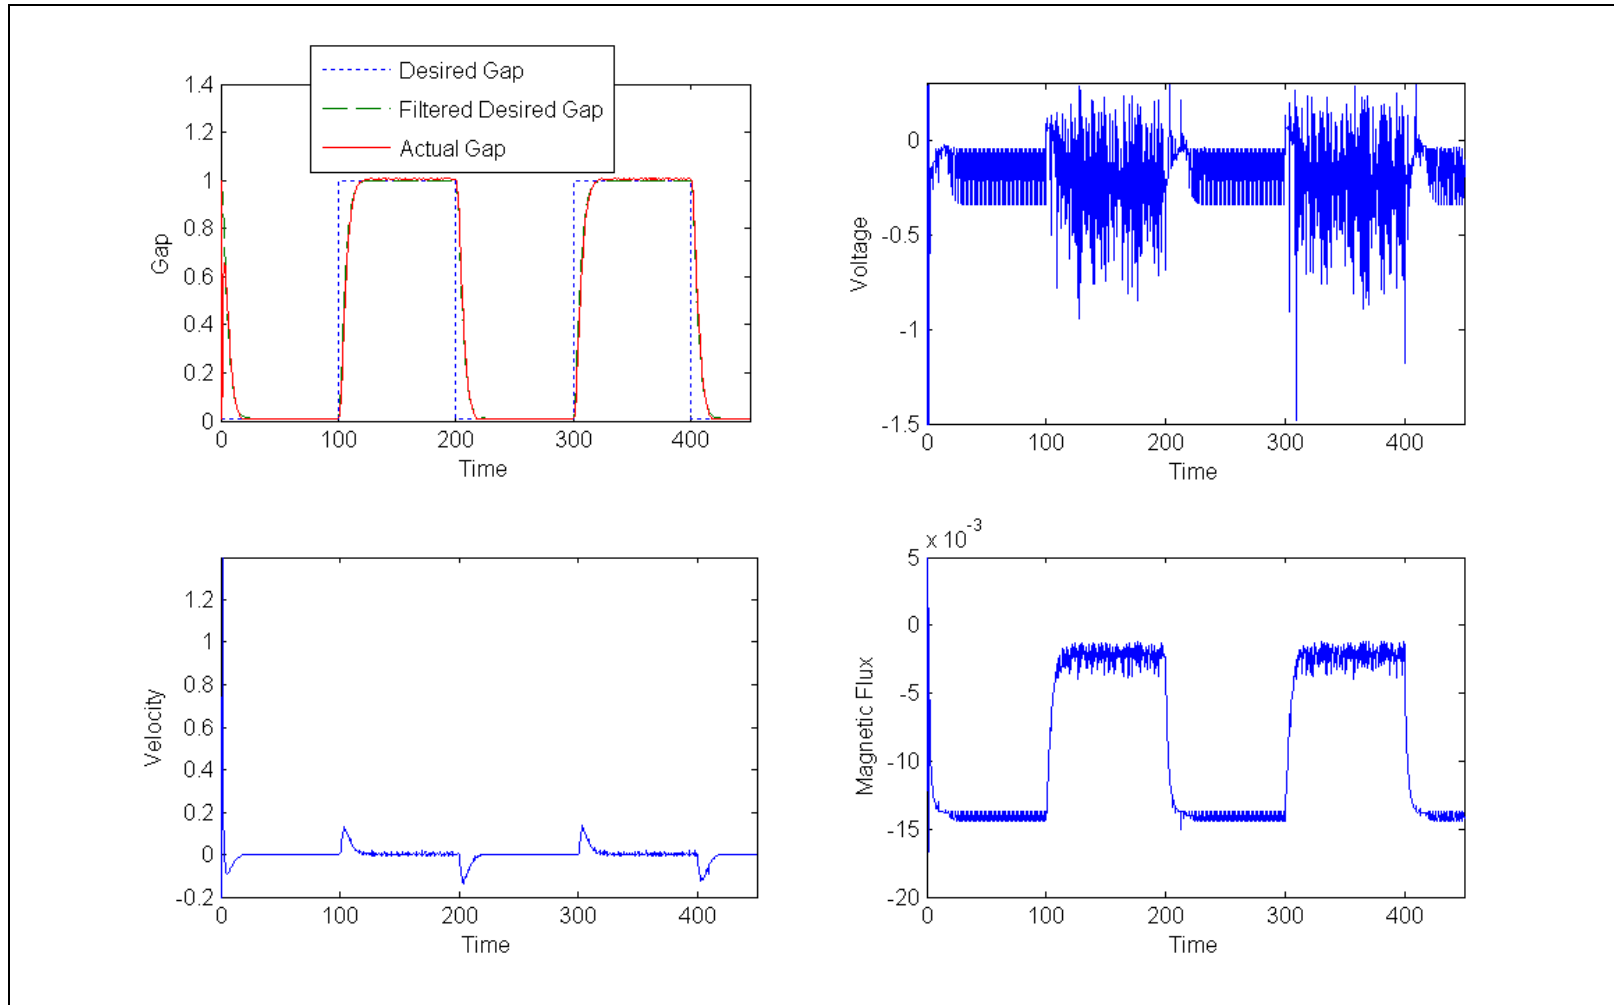 Desired Gap
Filtered Desired Gap
Actual Gap
1.4
1.2
1
0.8
0.6
0.4
0.2
0
Gap
0 100 200 300 400
Time
0
-0.5
-1
-1.5
Voltage
0 100 200 300 400
Time
1.2
1
0.8
0.6
0.4
0.2
0
-0.2
Velocity
0 100 200 300 400
Time
x 10-3
5
0
-5
-10
-15
-20
Magnetic Flux
0 100 200 300 400
Time